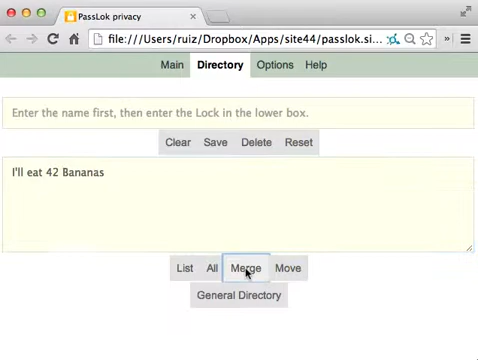 PassLok privacy
file:///Users/ruiz/Dropbox/Apps/site44/passlok.si...
Main Directory Options Help
Enter the name first, then enter the Lock in the lower box.
Clear Save Delete Reset
I'll eat 42 Bananas
List All Merge Move
General Directory